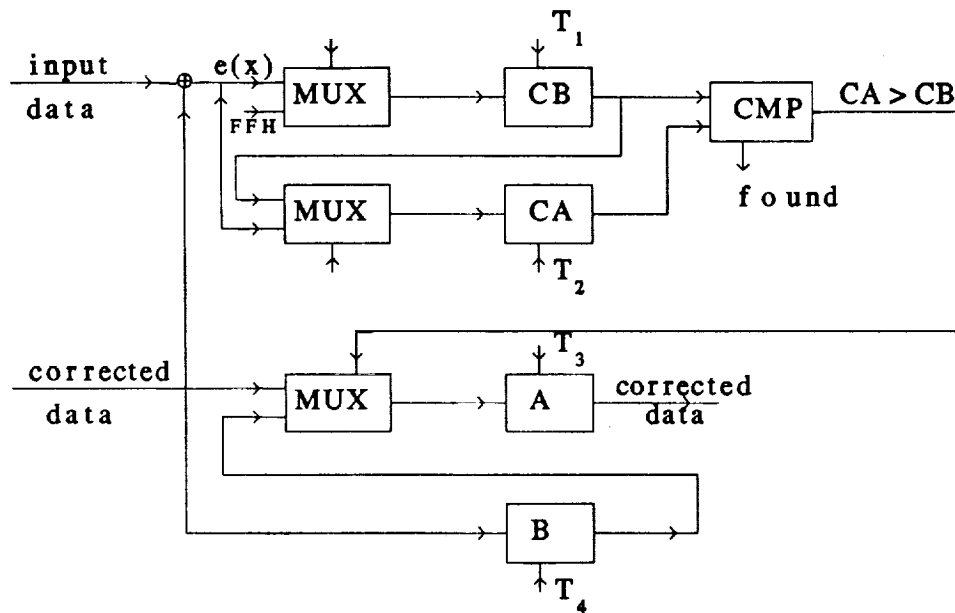 T1
input
data
⊕
e(x)
MUX
FFH
CB
CMP
CA > CB
found
MUX
CA
T2
corrected
data
MUX
T3
A
corrected
data
B
T4